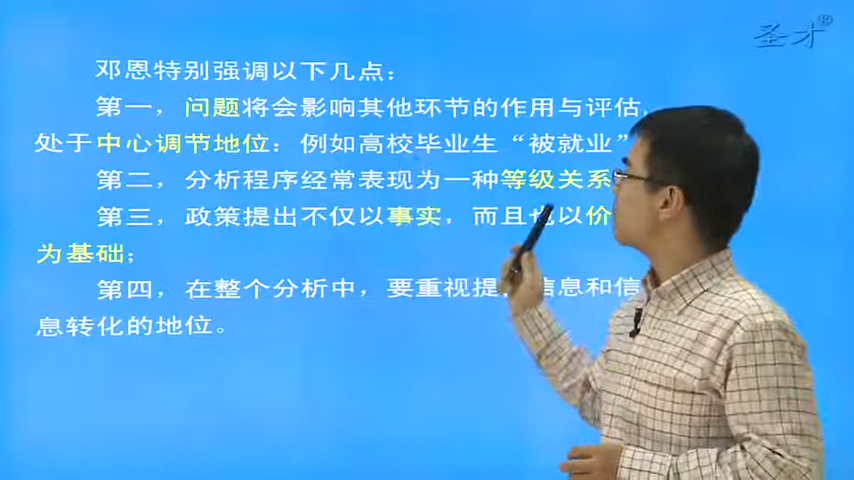 圣才®
邓恩特别强调以下几点：
第一，问题将会影响其他环节的作用与评估，
处于中心调节地位：例如高校毕业生“被就业”
第二，分析程序经常表现为一种等级关系
第三，政策提出不仅以事实，而且也以价
为基础；
第四，在整个分析中，要重视提 信息和信
息转化的地位。